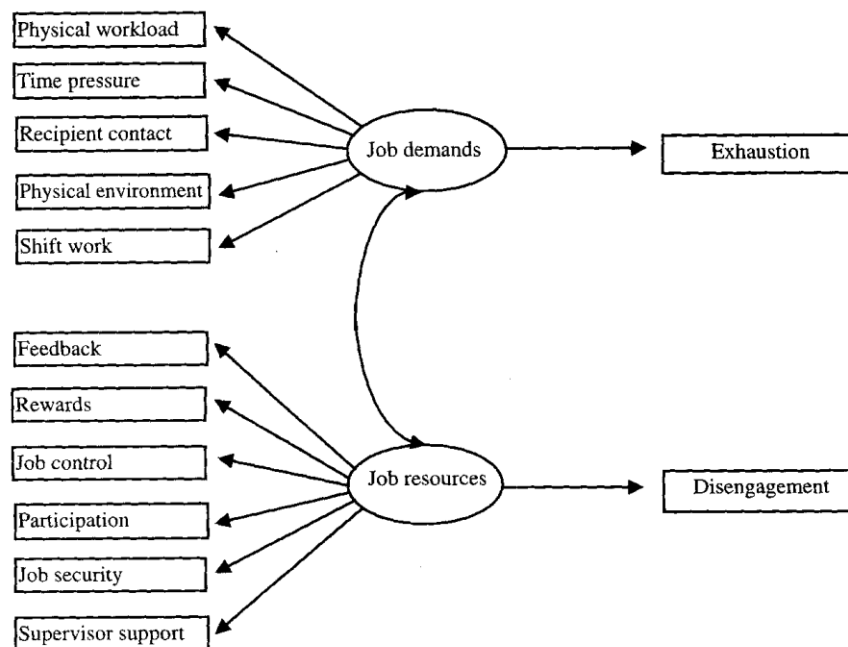 Physical workload
Time pressure
Recipient contact
Physical environment
Shift work
Job demands
Exhaustion
Feedback
Rewards
Job control
Participation
Job security
Supervisor support
Job resources
Disengagement